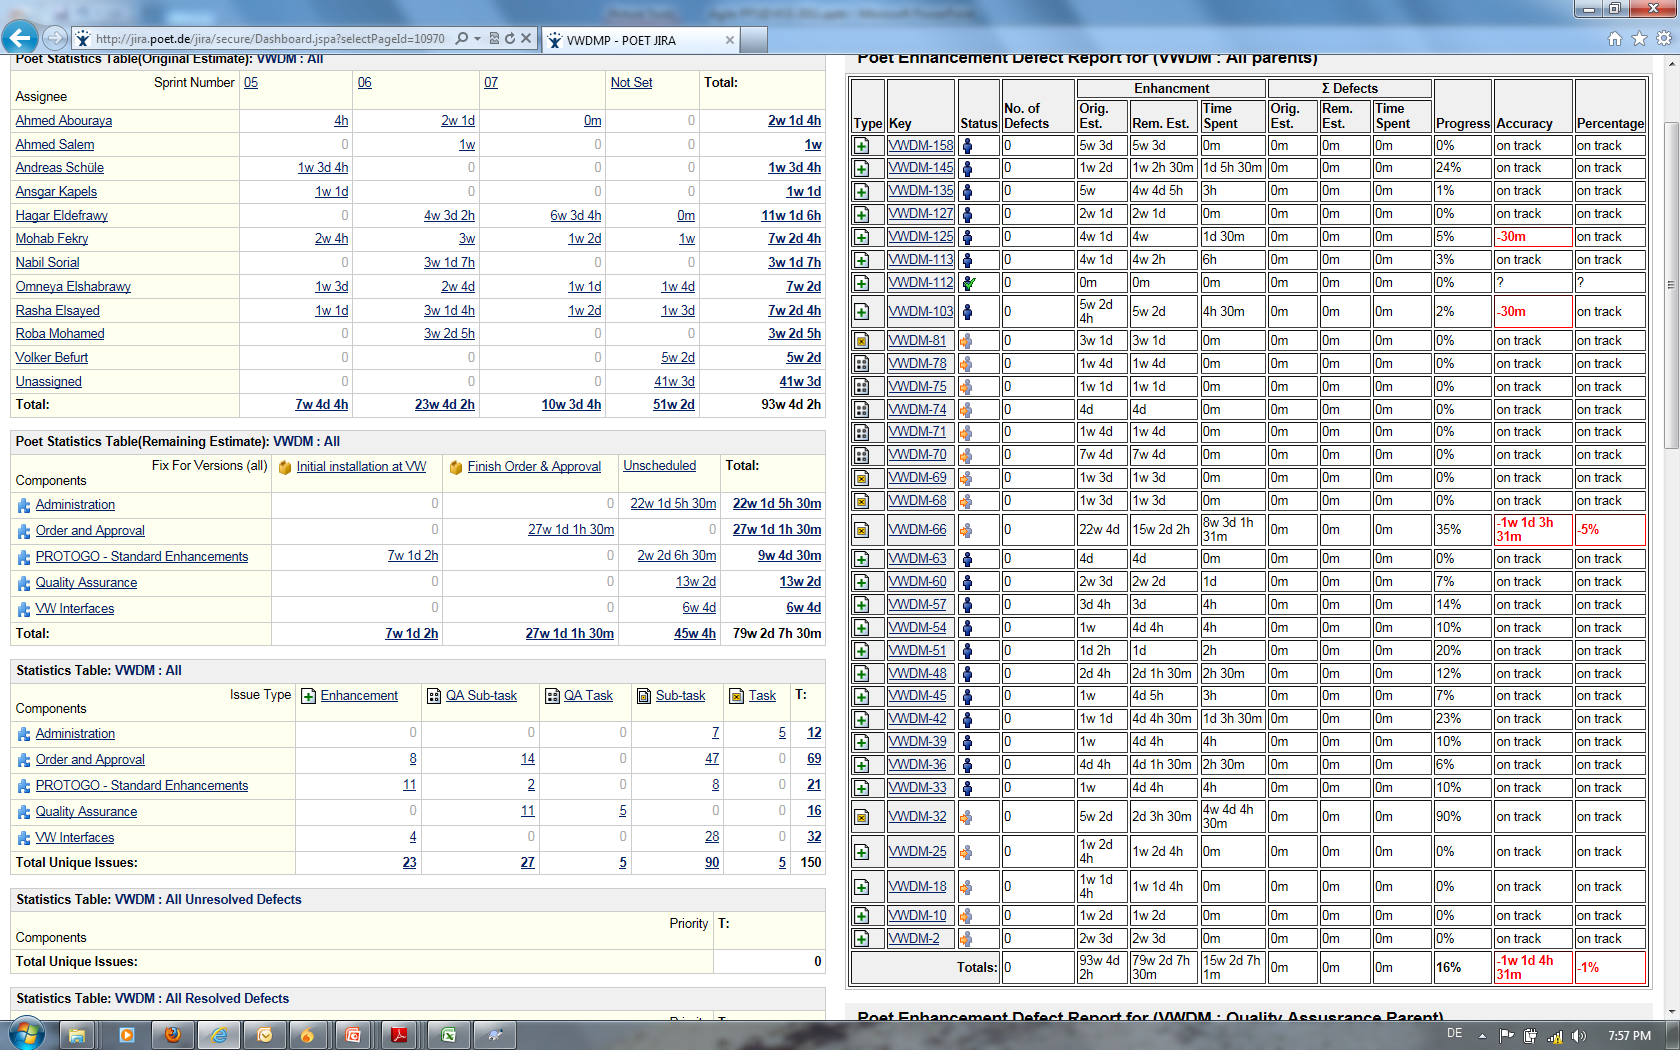 http://jira.poet.de/jira/secure/Dashboard.jspa?selectPageId=10970
VWDMP - POET JIRA
Poet Statistics Table(Original Estimate): VWDM : All
Sprint Number 05 06 07 Not Set Total:
Assignee
Ahmed Abouraya 4h 2w 1d 0m 0 2w 1d 4h
Ahmed Salem 0 1w 0 0 1w
Andreas Schüle 1w 3d 4h 0 0 0 1w 3d 4h
Ansgar Kapels 1w 1d 0 0 0 1w 1d
Hagar Eldefrawy 0 4w 3d 2h 6w 3d 4h 0m 11w 1d 6h
Mohab Fekry 2w 4h 3w 1w 2d 1w 7w 2d 4h
Nabil Sorial 0 3w 1d 7h 0 0 3w 1d 7h
Omneya Elshabrawy 1w 3d 2w 4d 1w 1d 1w 4d 7w 2d
Rasha Elsayed 1w 1d 3w 1d 4h 1w 2d 1w 3d 7w 2d 4h
Roba Mohamed 0 3w 2d 5h 0 0 3w 2d 5h
Volker Befurt 0 0 0 5w 2d 5w 2d
Unassigned 0 0 0 41w 3d 41w 3d
Total: 7w 4d 4h 23w 4d 2h 10w 3d 4h 51w 2d 93w 4d 2h
Poet Statistics Table(Remaining Estimate): VWDM : All
Fix For Versions (all) Initial installation at VW Finish Order & Approval Unscheduled Total:
Components
Administration 0 0 22w 1d 5h 30m 22w 1d 5h 30m
Order and Approval 0 27w 1d 1h 30m 0 27w 1d 1h 30m
PROTOGO - Standard Enhancements 7w 1d 2h 0 2w 2d 6h 30m 9w 4d 30m
Quality Assurance 0 0 13w 2d 13w 2d
VW Interfaces 0 0 6w 4d 6w 4d
Total: 7w 1d 2h 27w 1d 1h 30m 45w 4h 79w 2d 7h 30m
Statistics Table: VWDM : All
Issue Type Enhancement QA Sub-task QA Task Sub-task Task T:
Components
Administration 0 0 0 7 5 12
Order and Approval 8 14 0 47 0 69
PROTOGO - Standard Enhancements 11 2 0 8 0 21
Quality Assurance 0 11 5 0 0 16
VW Interfaces 4 0 0 28 0 32
Total Unique Issues: 23 27 5 90 5 150
Statistics Table: VWDM : All Unresolved Defects
Priority T:
Components
Total Unique Issues: 0
Statistics Table: VWDM : All Resolved Defects
Poet Enhancement Defect Report for (VWDM : All parents)
Enhancment Σ Defects
Type Key Status No. of Defects Orig. Est. Rem. Est. Time Spent Orig. Est. Rem. Est. Time Spent Progress Accuracy Percentage
VWDM-158 0 5w 3d 5w 3d 0m 0m 0m 0m 0% on track on track
VWDM-145 0 1w 2d 1w 2h 30m 1d 5h 30m 0m 0m 0m 24% on track on track
VWDM-135 0 5w 4w 4d 5h 3h 0m 0m 0m 1% on track on track
VWDM-127 0 2w 1d 2w 1d 0m 0m 0m 0m 0% on track on track
VWDM-125 0 4w 1d 4w 1d 30m 0m 0m 0m 5% -30m on track
VWDM-113 0 4w 1d 4w 2h 6h 0m 0m 0m 3% on track on track
VWDM-112 0 0m 0m 0m 0m 0m 0m 0% ? ?
VWDM-103 0 5w 2d 4h 5w 2d 4h 30m 0m 0m 0m 2% -30m on track
VWDM-81 0 3w 1d 3w 1d 0m 0m 0m 0m 0% on track on track
VWDM-78 0 1w 4d 1w 4d 0m 0m 0m 0m 0% on track on track
VWDM-75 0 1w 1d 1w 1d 0m 0m 0m 0m 0% on track on track
VWDM-74 0 4d 4d 0m 0m 0m 0m 0% on track on track
VWDM-71 0 1w 4d 1w 4d 0m 0m 0m 0m 0% on track on track
VWDM-70 0 7w 4d 7w 4d 0m 0m 0m 0m 0% on track on track
VWDM-69 0 1w 3d 1w 3d 0m 0m 0m 0m 0% on track on track
VWDM-68 0 1w 3d 1w 3d 0m 0m 0m 0m 0% on track on track
VWDM-66 0 22w 4d 15w 2d 2h 8w 3d 1h 31m 0m 0m 0m 35% -1w 1d 3h 31m -5%
VWDM-63 0 4d 4d 0m 0m 0m 0m 0% on track on track
VWDM-60 0 2w 3d 2w 2d 1d 0m 0m 0m 7% on track on track
VWDM-57 0 3d 4h 3d 4h 0m 0m 0m 14% on track on track
VWDM-54 0 1w 4d 4h 4h 0m 0m 0m 10% on track on track
VWDM-51 0 1d 2h 1d 2h 0m 0m 0m 20% on track on track
VWDM-48 0 2d 4h 2d 1h 30m 2h 30m 0m 0m 0m 12% on track on track
VWDM-45 0 1w 4d 5h 3h 0m 0m 0m 7% on track on track
VWDM-42 0 1w 1d 4d 4h 30m 1d 3h 30m 0m 0m 0m 23% on track on track
VWDM-39 0 1w 4d 4h 4h 0m 0m 0m 10% on track on track
VWDM-36 0 4d 4h 4d 1h 30m 2h 30m 0m 0m 0m 6% on track on track
VWDM-33 0 1w 4d 4h 4h 0m 0m 0m 10% on track on track
VWDM-32 0 5w 2d 2d 3h 30m 4w 4d 4h 30m 0m 0m 0m 90% on track on track
VWDM-25 0 1w 2d 4h 1w 2d 4h 0m 0m 0m 0m 0% on track on track
VWDM-18 0 1w 1d 4h 1w 1d 4h 0m 0m 0m 0m 0% on track on track
VWDM-10 0 1w 2d 1w 2d 0m 0m 0m 0m 0% on track on track
VWDM-2 0 2w 3d 2w 3d 0m 0m 0m 0m 0% on track on track
Totals: 0 93w 4d 2h 79w 2d 7h 30m 15w 2d 7h 1m 0m 0m 0m 16% -1w 1d 4h 31m -1%
Poet Enhancement Defect Report for (VWDM : Quality Assusrance Parent)
DE 7:57 PM